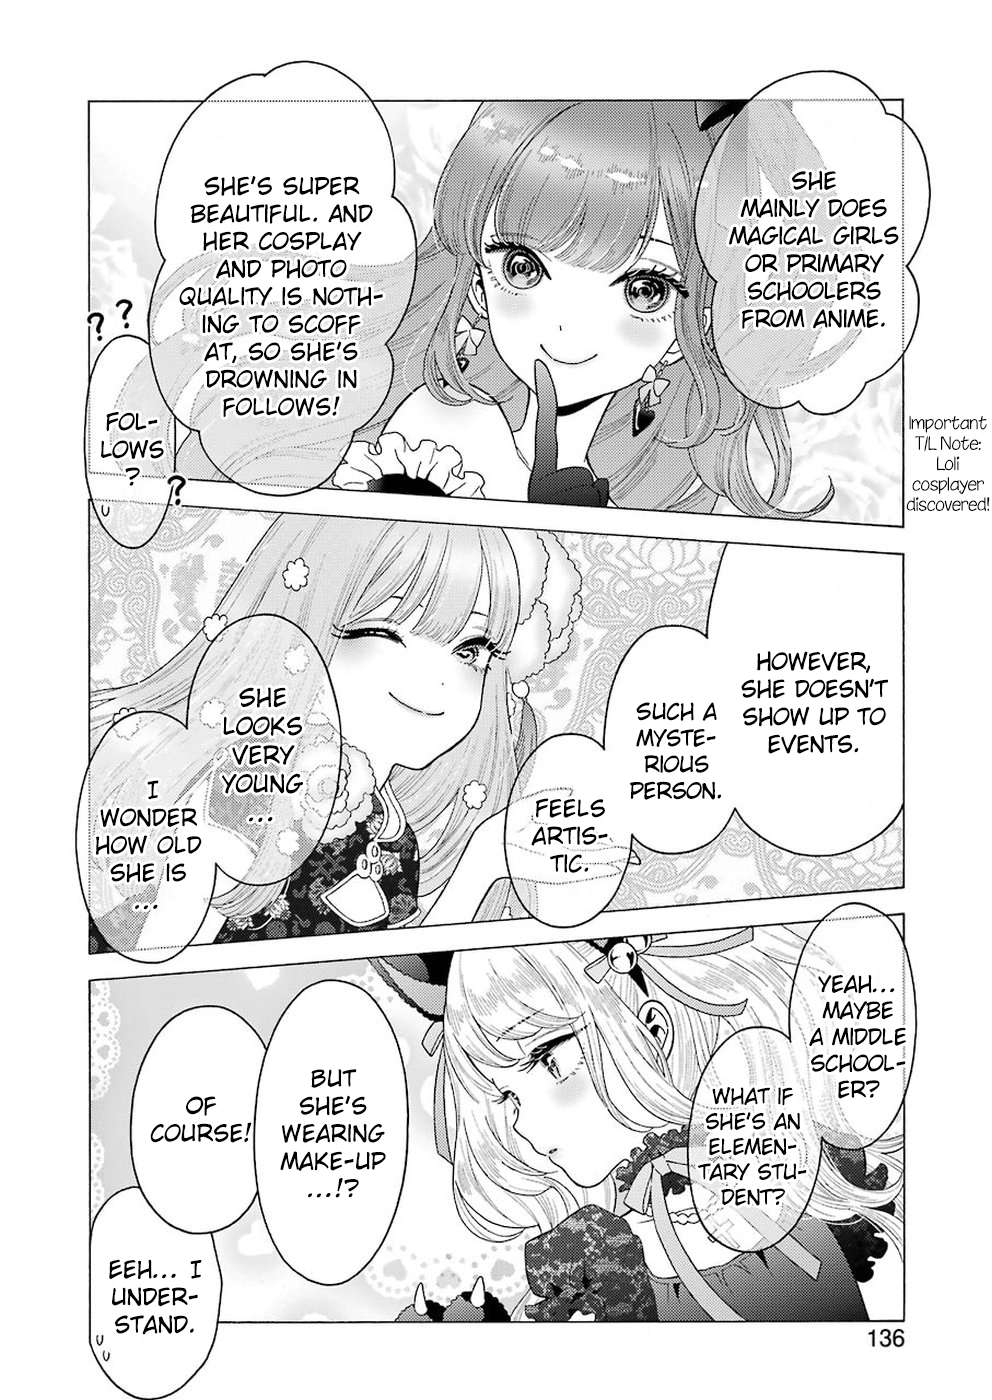 SHE
MAINLY DOES
MAGICAL GIRLS
OR PRIMARY
SCHOOLERS
FROM ANIME.
SHE'S SUPER
BEAUTIFUL. AND
HER COSPLAY
AND PHOTO
QUALITY IS NOTH-
ING TO SCOFF
AT, SO SHE'S
DROWNING IN
FOLLOWS!
? ?
FOL-
LOWS
?
?
Important
T/L Note:
Loli
cosplayer
discovered!
HOWEVER,
SHE DOESN'T
SHOW UP TO
EVENTS.
SUCH A
MYSTE-
RIOUS
PERSON.
FEELS
ARTIS-
TIC.
SHE
LOOKS
VERY
YOUNG
...
I
WONDER
HOW OLD
SHE IS
...
YEAH...
MAYBE
A MIDDLE
SCHOOL-
ER?
WHAT IF
SHE'S AN
ELEMEN-
TARY STU-
DENT?
BUT
SHE'S
WEARING
MAKE-UP
...!?
OF
COURSE!
EEH... I
UNDER-
STAND.
136